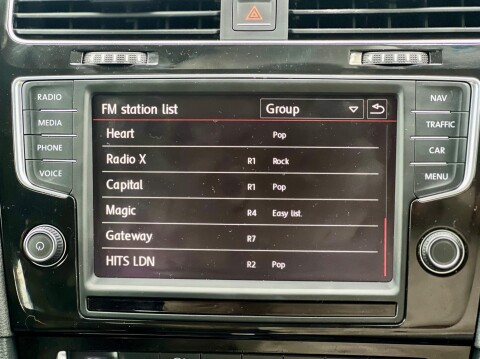 RADIO
MEDIA
PHONE
VOICE
FM station list Group
Heart Pop
Radio X R1 Rock
Capital R1 Pop
Magic R4 Easy list.
Gateway R7
HITS LDN R2 Pop
NAV
TRAFFIC
CAR
MENU